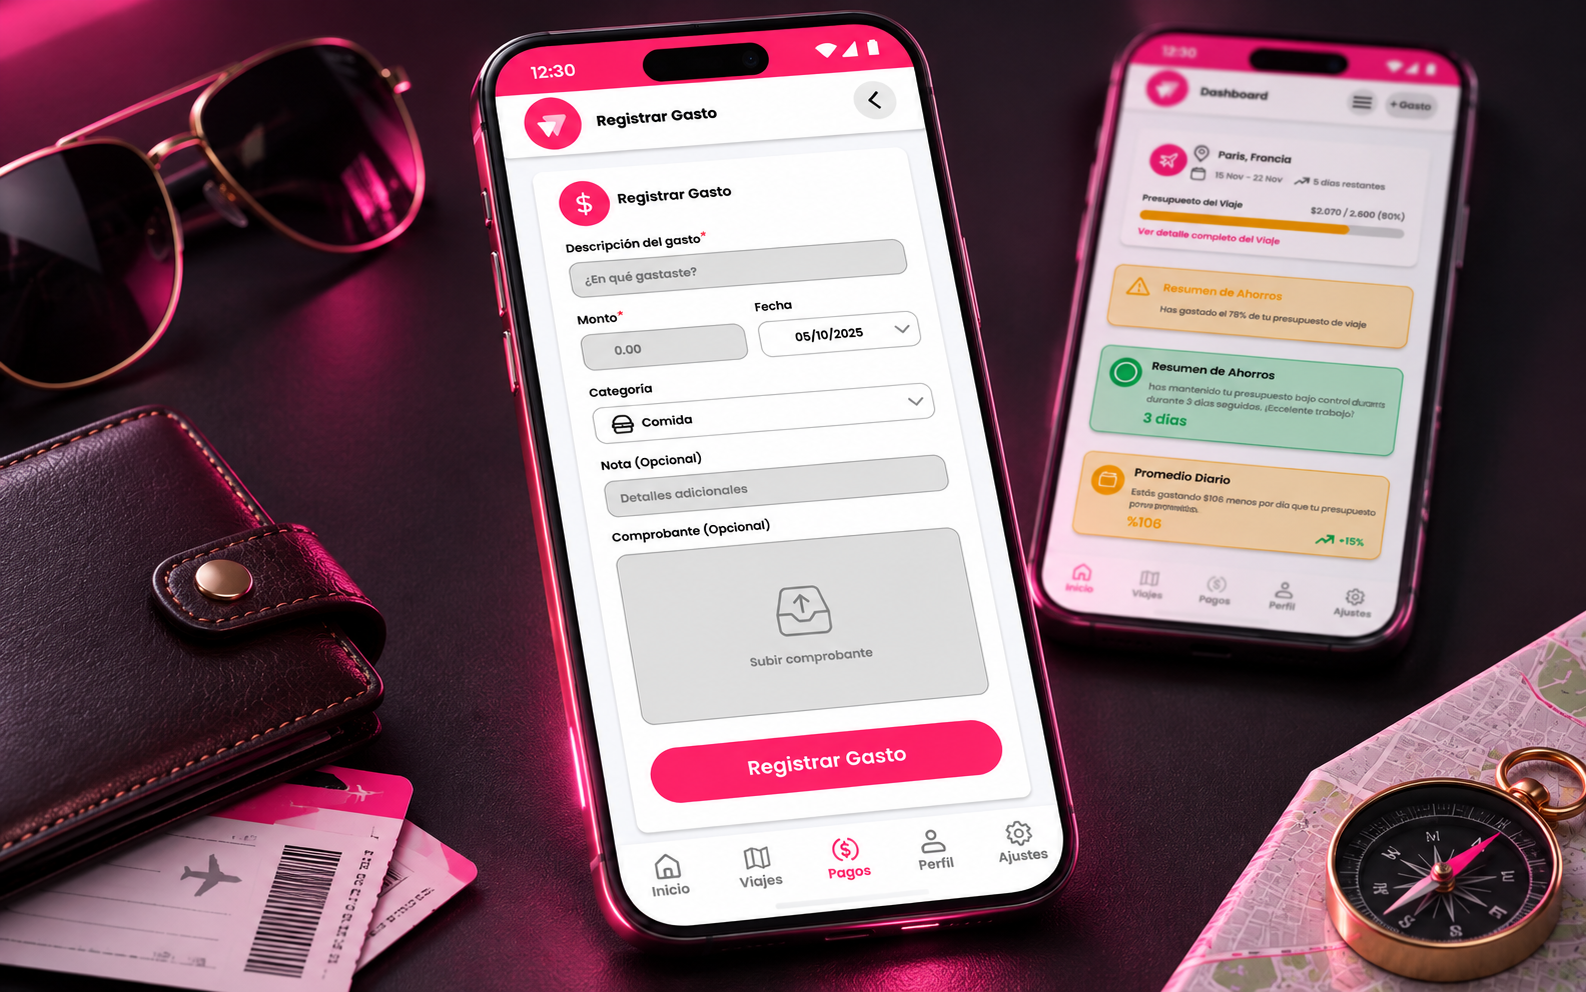 12:30
Registrar Gasto
$ Registrar Gasto
Descripción del gasto*
¿En qué gastaste?
Monto*
Fecha
0.00
05/10/2025
Categoría
Comida
Nota (Opcional)
Detalles adicionales
Comprobante (Opcional)
Subir comprobante
Registrar Gasto
Inicio
Viajes
Pagos
Perfil
Ajustes
12:30
Dashboard
+ Gasto
Paris, Froncia
15 Nov - 22 Nov
5 días restantes
Presupuesto del Viaje
$2.070 / 2.600 (80%)
Ver detalle completo del Viaje
Resumen de Ahorros
Has gastado el 78% de tu presupuesto de viaje
Resumen de Ahorros
has mantenido tu presupuesto bajo control
durante 3 días seguidas. ¡Eccelente trabajo!
3 días
Promedio Diario
Estás gastando $106 menos por día que tu presupuesto
%106
+15%
Inicio
Viajes
Pagos
Perfil
Ajustes